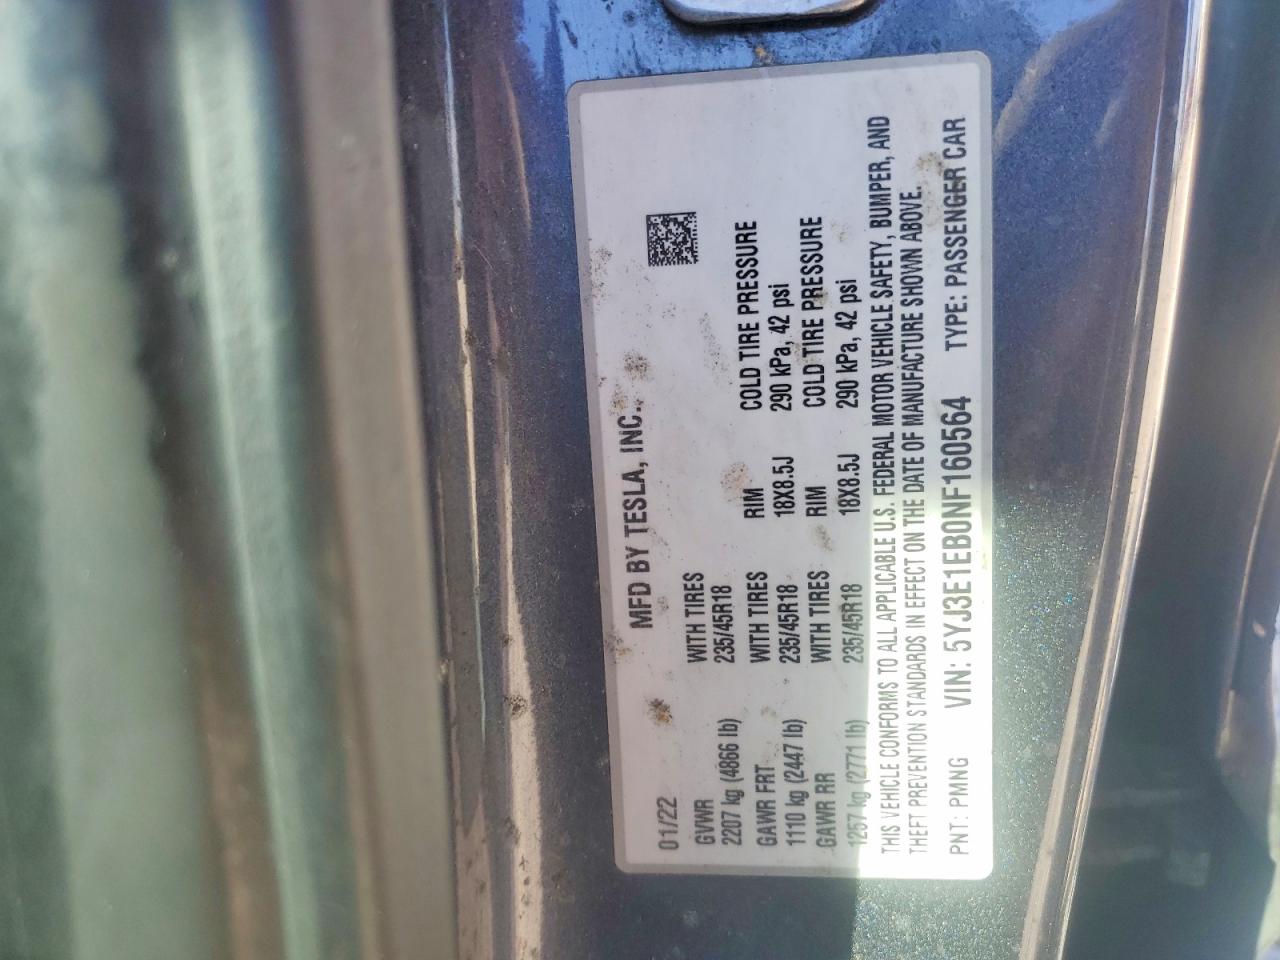 MFD BY TESLA, INC.
01/22
GVWR WITH TIRES RIM COLD TIRE PRESSURE
2207 kg (4866 lb) 235/45R18 18X8.5J 290 kPa, 42 psi
GAWR FRT WITH TIRES RIM COLD TIRE PRESSURE
1110 kg (2447 lb) 235/45R18 18X8.5J 290 kPa, 42 psi
GAWR RR WITH TIRES
1257 kg (2771 lb) 235/45R18
THIS VEHICLE CONFORMS TO ALL APPLICABLE U.S. FEDERAL MOTOR VEHICLE SAFETY, BUMPER, AND
THEFT PREVENTION STANDARDS IN EFFECT ON THE DATE OF MANUFACTURE SHOWN ABOVE.
PNT: PMNG VIN: 5YJ3E1EB0NF160564 TYPE: PASSENGER CAR